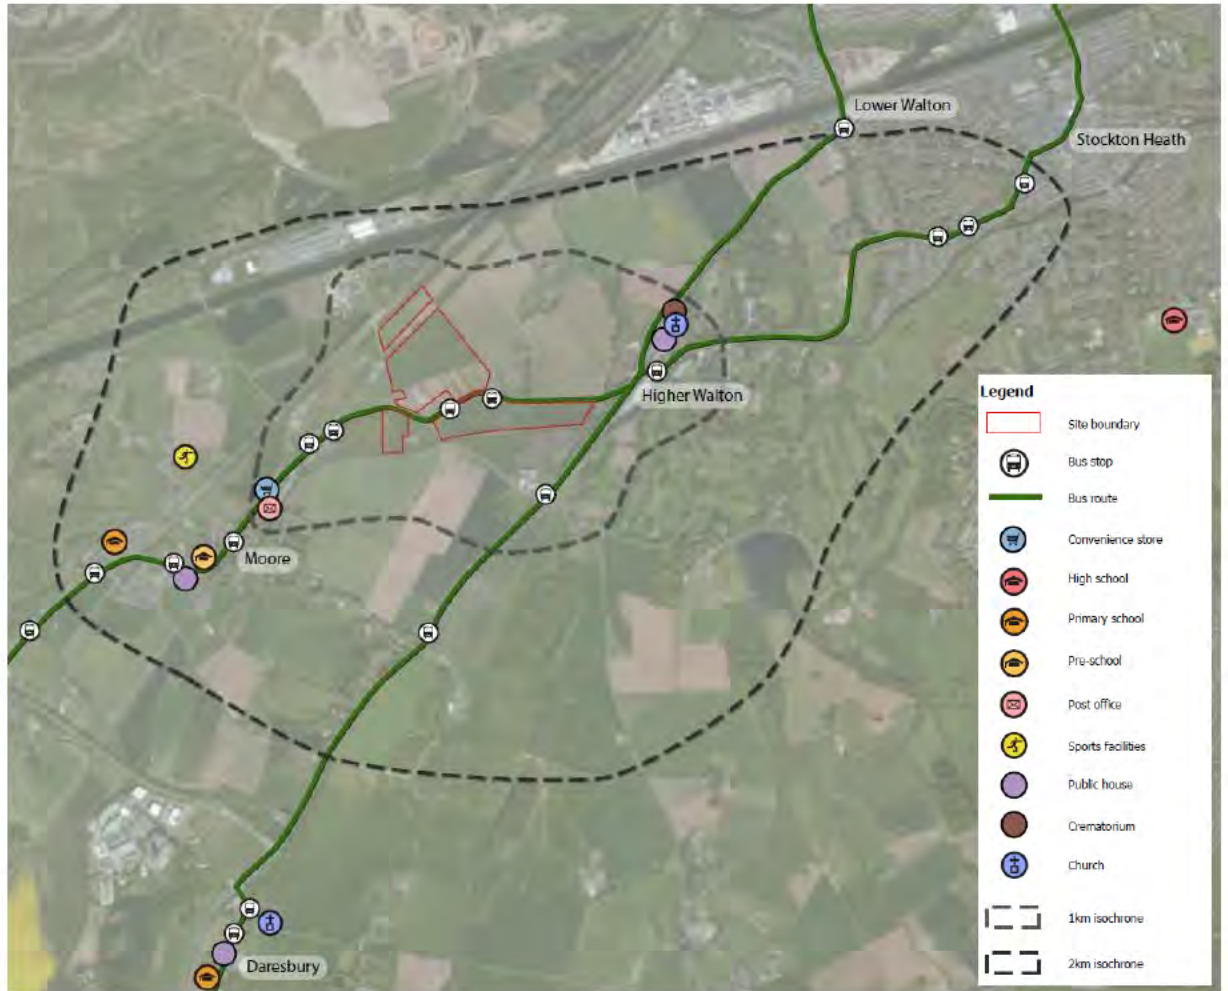 Lower Walton
Stockton Heath
Higher Walton
Moore
Daresbury
Legend
Site boundary
Bus stop
Bus route
Convenience store
High school
Primary school
Pre-school
Post office
Sports facilities
Public house
Crematorium
Church
1km isochrone
2km isochrone